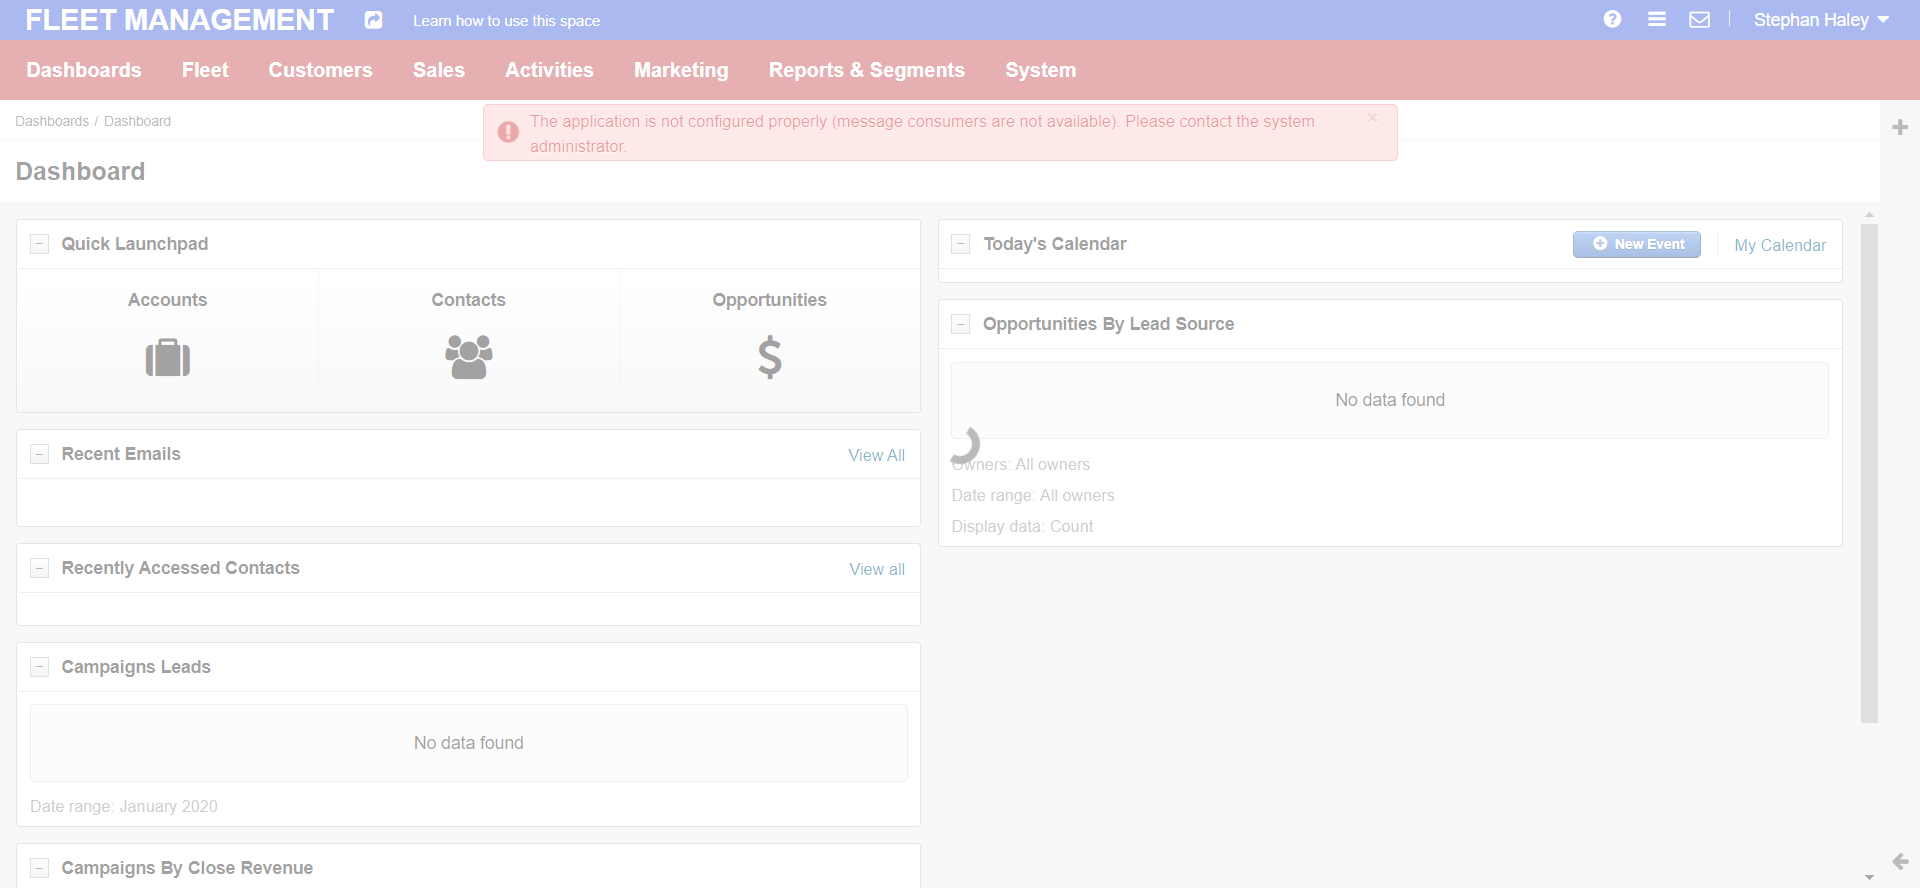 FLEET MANAGEMENT
Learn how to use this space
Stephan Haley
Dashboards
Fleet
Customers
Sales
Activities
Marketing
Reports & Segments
System
Dashboards / Dashboard
The application is not configured properly (message consumers are not available). Please contact the system
administrator.
×
Dashboard
Quick Launchpad
Accounts
Contacts
Opportunities
Recent Emails
View All
Recently Accessed Contacts
View all
Campaigns Leads
No data found
Date range: January 2020
Campaigns By Close Revenue
Today's Calendar
New Event
My Calendar
Opportunities By Lead Source
No data found
Owners: All owners
Date range: All owners
Display data: Count